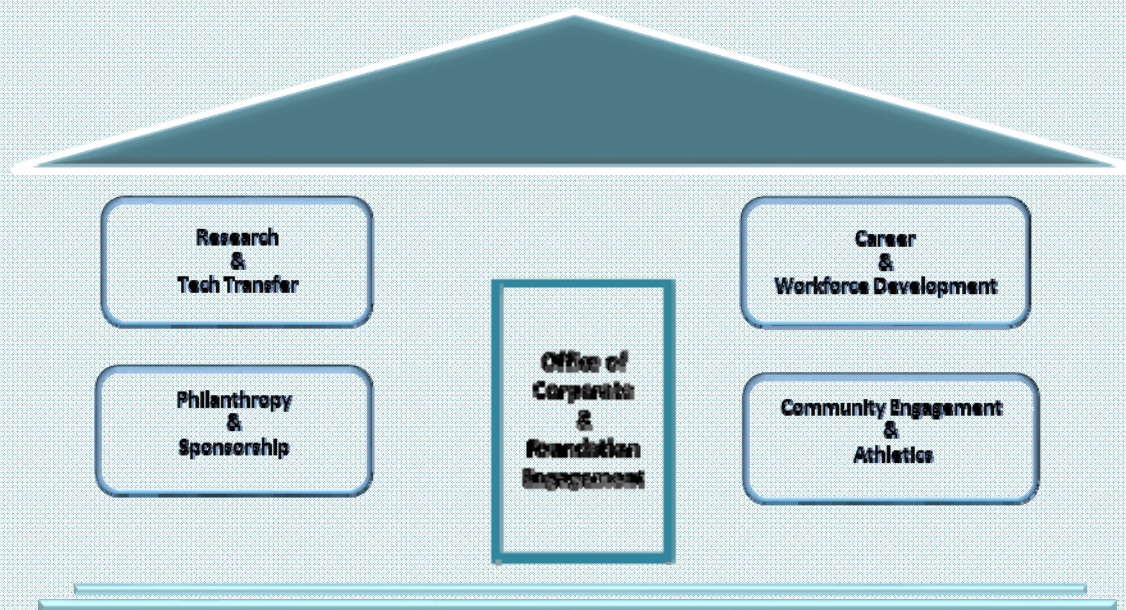 Research
&
Tech Transfer
Career
&
Workforce Development
Office of
Corporate
&
Foundation
Engagement
Philanthropy
&
Sponsorship
Community Engagement
&
Athletics